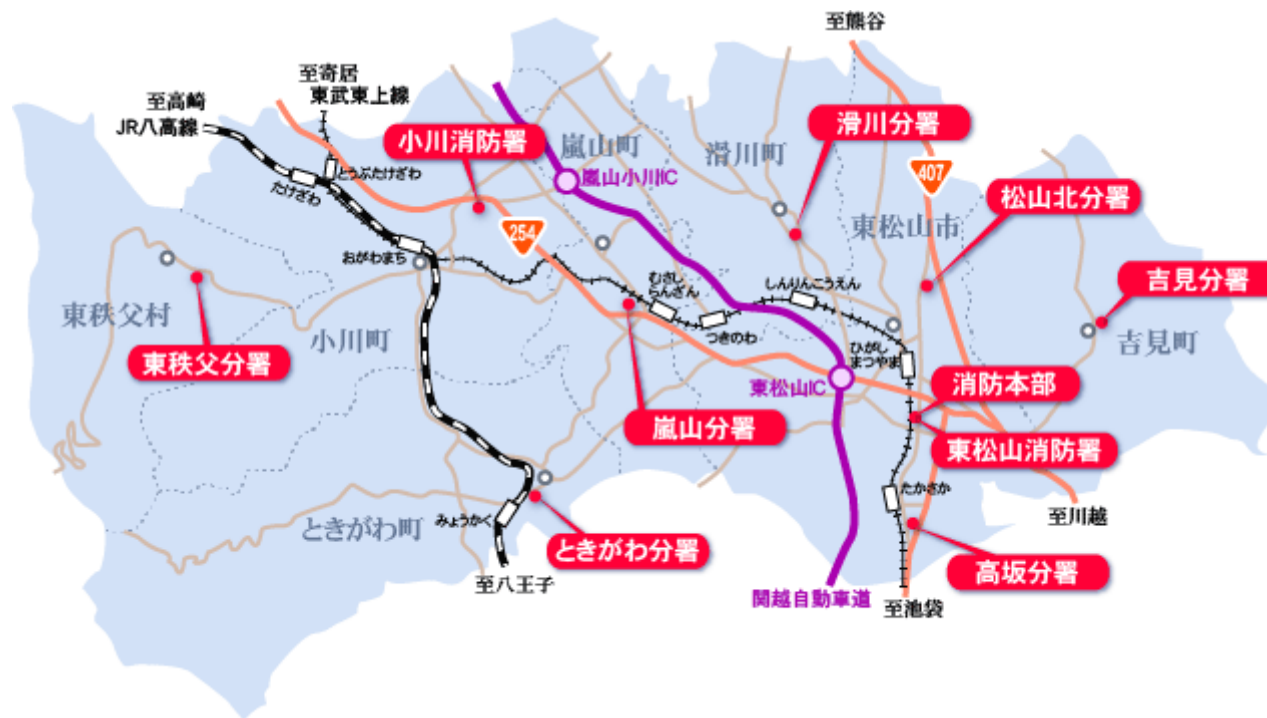 至熊谷
至寄居
東武東上線
至高崎
JR八高線
小川消防署
嵐山町
滑川町
滑川分署
とうぶたけざわ
たけざわ
嵐山小川IC
407
松山北分署
東松山市
254
おがわまち
むさし
らんざん
しんりんこうえん
吉見分署
東秩父村
小川町
つきのわ
吉見町
東秩父分署
ひがし
まつやま
東松山IC
消防本部
嵐山分署
東松山消防署
たかさか
みょうかく
ときがわ町
至川越
ときがわ分署
高坂分署
至八王子
関越自動車道
至池袋